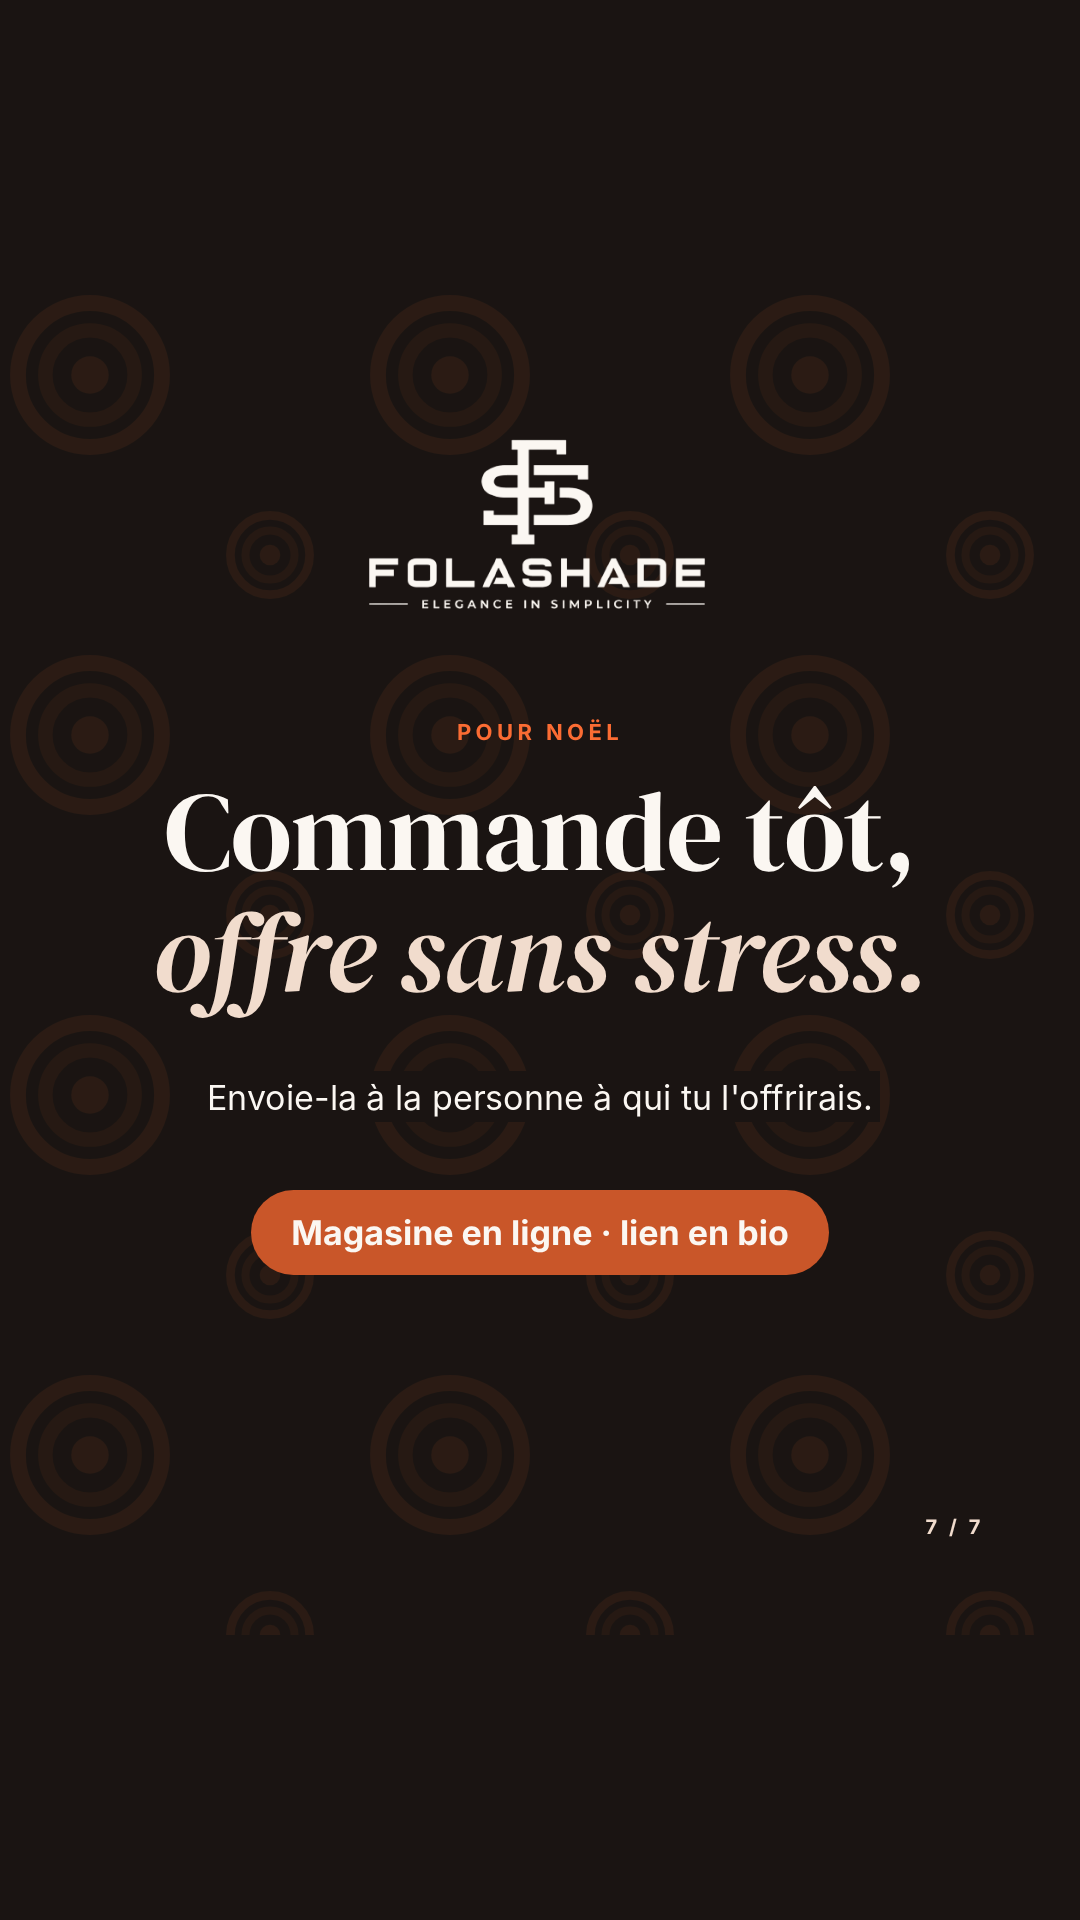 FS
FOLASHADE
ELEGANCE IN SIMPLICITY
POUR NOËL
Commande tôt,
offre sans stress.
Envoie-la à la personne à qui tu l'offrirais.
Magasine en ligne · lien en bio
7 / 7